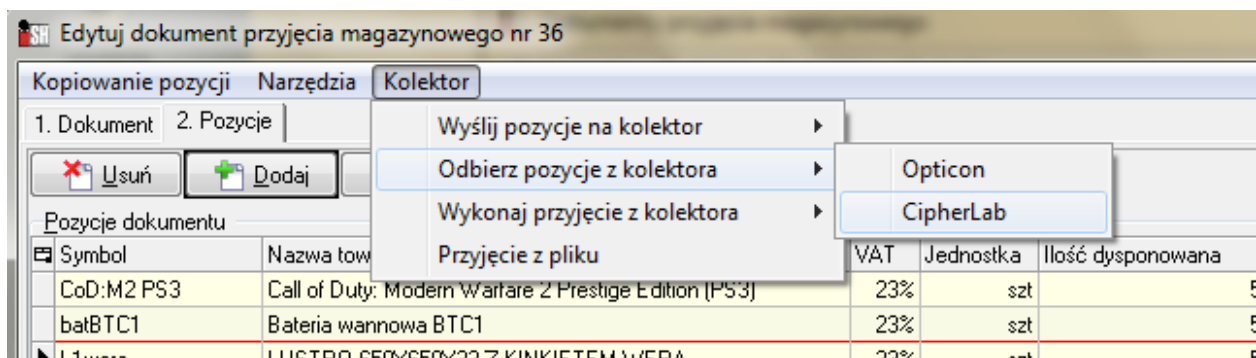 Edytuj dokument przyjęcia magazynowego nr 36
Kopiowanie pozycji Narzędzia Kolektor
1. Dokument 2. Pozycje
Wyślij pozycje na kolektor
Usuń Dodaj Odbierz pozycje z kolektora Opticon
Wykonaj przyjęcie z kolektora CipherLab
Pozycje dokumentu
Symbol Nazwa tow Przyjęcie z pliku VAT Jednostka Ilość dysponowana
CoD:M2 PS3 Call of Duty: Modern Warfare 2 Prestige Edition (PS3) 23% szt 5
batBTC1 Bateria wannowa BTC1 23% szt 5